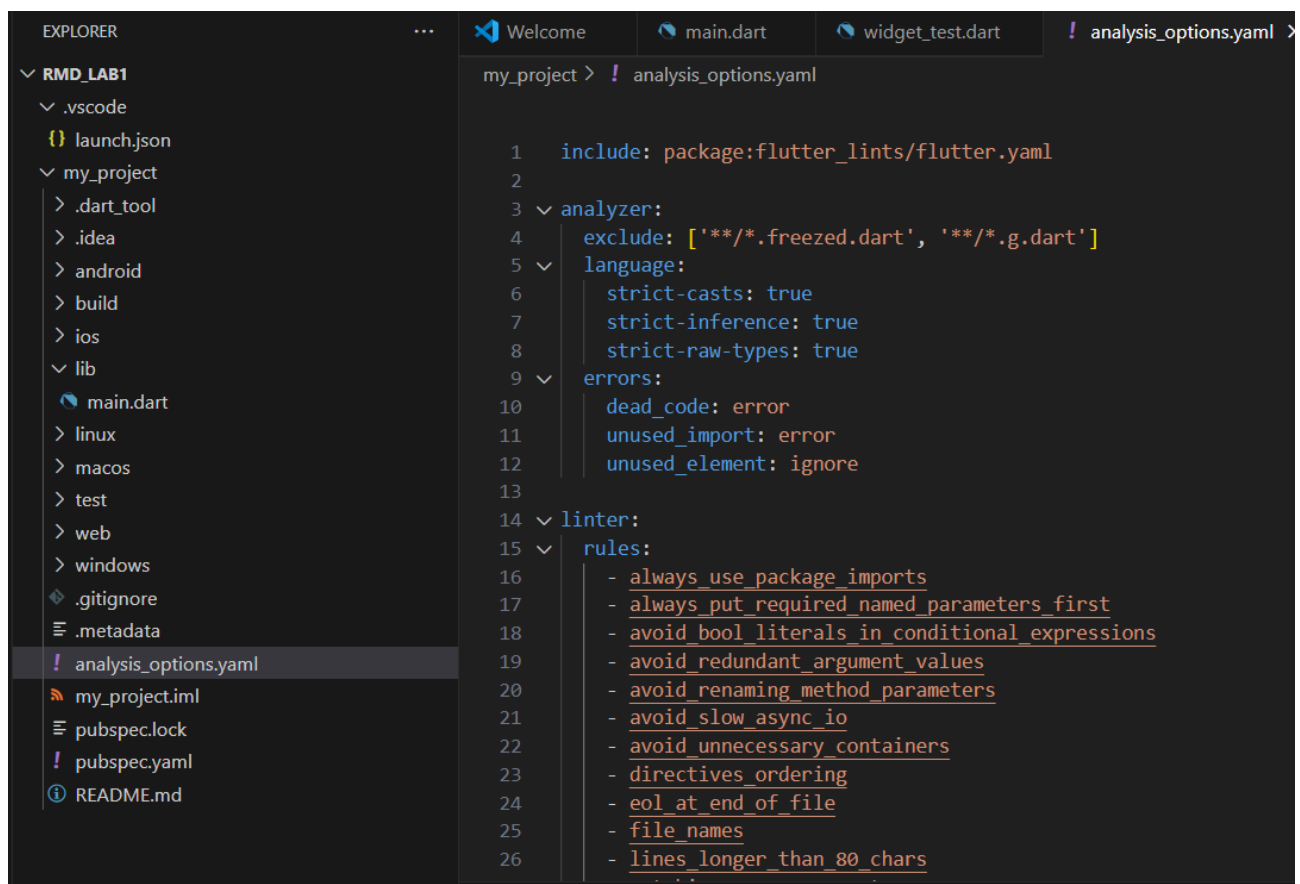 EXPLORER ...
RMD_LAB1
.vscode
{} launch.json
my_project
.dart_tool
.idea
android
build
ios
lib
main.dart
linux
macos
test
web
windows
.gitignore
.metadata
! analysis_options.yaml
my_project.iml
pubspec.lock
! pubspec.yaml
README.md
Welcome main.dart widget_test.dart ! analysis_options.yaml
my_project > ! analysis_options.yaml
1 include: package:flutter_lints/flutter.yaml
2
3 analyzer:
4 exclude: ['**/*.freezed.dart', '**/*.g.dart']
5 language:
6 strict-casts: true
7 strict-inference: true
8 strict-raw-types: true
9 errors:
10 dead_code: error
11 unused_import: error
12 unused_element: ignore
13
14 linter:
15 rules:
16 - always_use_package_imports
17 - always_put_required_named_parameters_first
18 - avoid_bool_literals_in_conditional_expressions
19 - avoid_redundant_argument_values
20 - avoid_renaming_method_parameters
21 - avoid_slow_async_io
22 - avoid_unnecessary_containers
23 - directives_ordering
24 - eol_at_end_of_file
25 - file_names
26 - lines_longer_than_80_chars